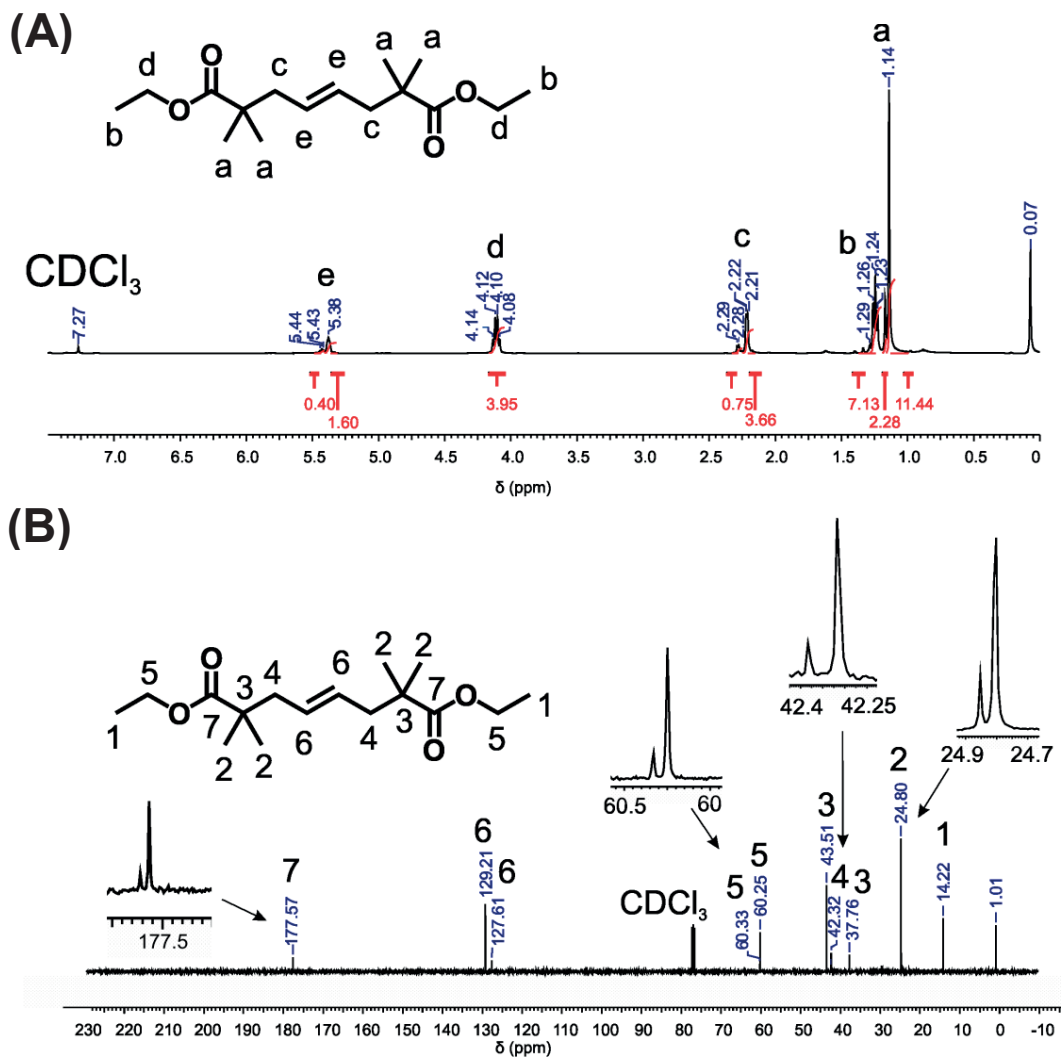 (A)
a a
d O c e b
O O
b e c O d
a a
a
1.14
CDCl3
e
d
c
b
7.27
5.44
5.43
5.38
4.14
4.12
4.10
4.08
2.29
2.28
2.22
2.21
1.29
1.26
1.24
1.23
0.07
0.40
1.60
3.95
0.75
3.66
7.13
2.28
11.44
7.0 6.5 6.0 5.5 5.0 4.5 4.0 3.5 3.0 2.5 2.0 1.5 1.0 0.5 0
δ (ppm)
(B)
2 2
5 O 4 6 7 1
O 3 3 O
1 7 6 4 O 5
2 2
177.5
60.5 60
42.4 42.25
24.9 24.7
7
177.57
6
129.21
6
127.61
CDCl3
5
60.33
5
60.25
3
43.51
4
42.32
3
37.76
2
24.80
1
14.22
1.01
230 220 210 200 190 180 170 160 150 140 130 120 110 100 90 80 70 60 50 40 30 20 10 0 -10
δ (ppm)